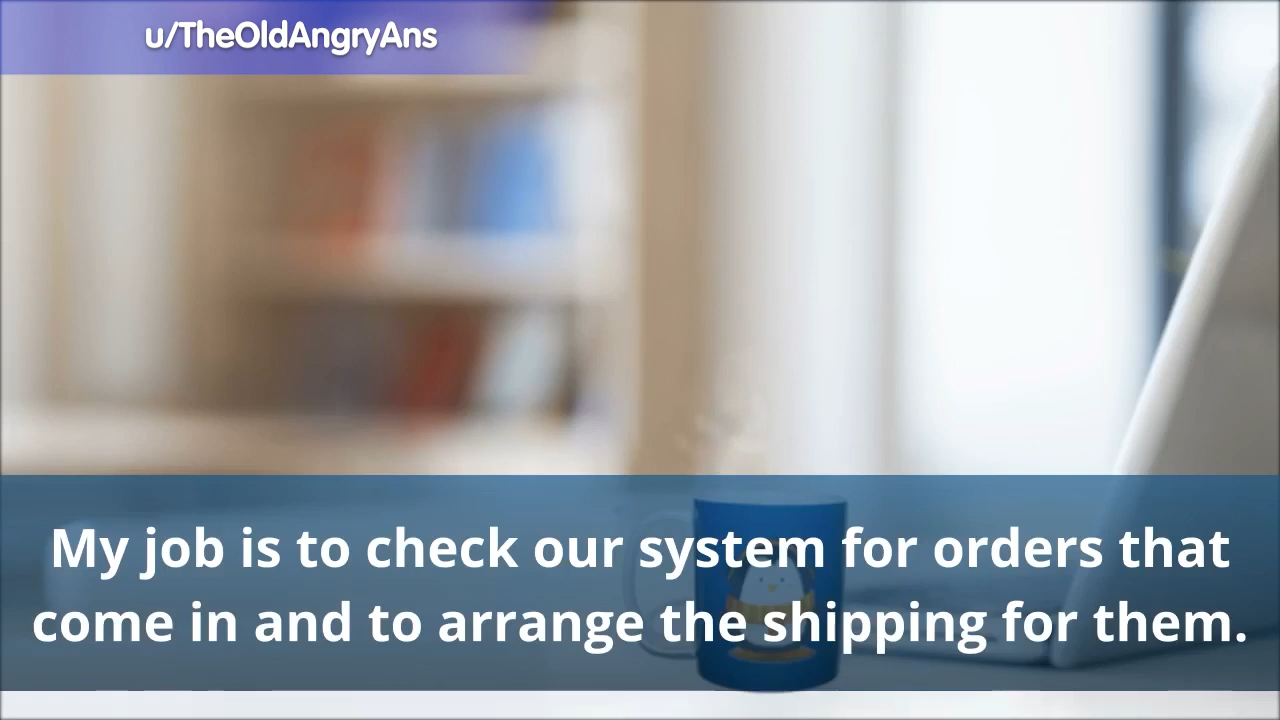 u/TheOldAngryAns
My job is to check our system for orders that
come in and to arrange the shipping for them.